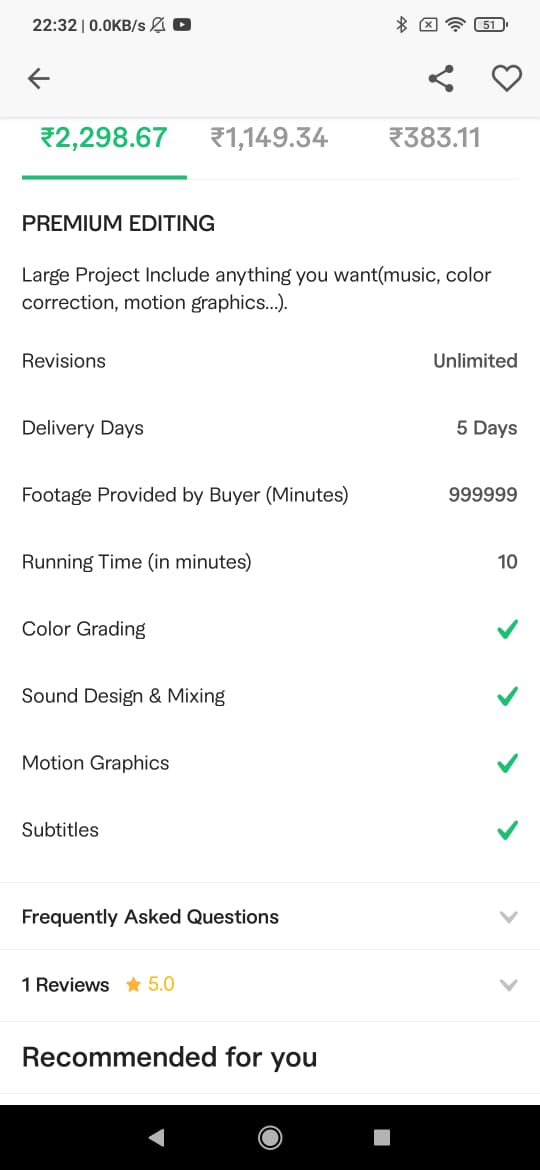 22:32 | 0.0KB/s
51
₹2,298.67 ₹1,149.34 ₹383.11
PREMIUM EDITING
Large Project Include anything you want(music, color
correction, motion graphics...).
Revisions Unlimited
Delivery Days 5 Days
Footage Provided by Buyer (Minutes) 999999
Running Time (in minutes) 10
Color Grading
Sound Design & Mixing
Motion Graphics
Subtitles
Frequently Asked Questions
1 Reviews 5.0
Recommended for you